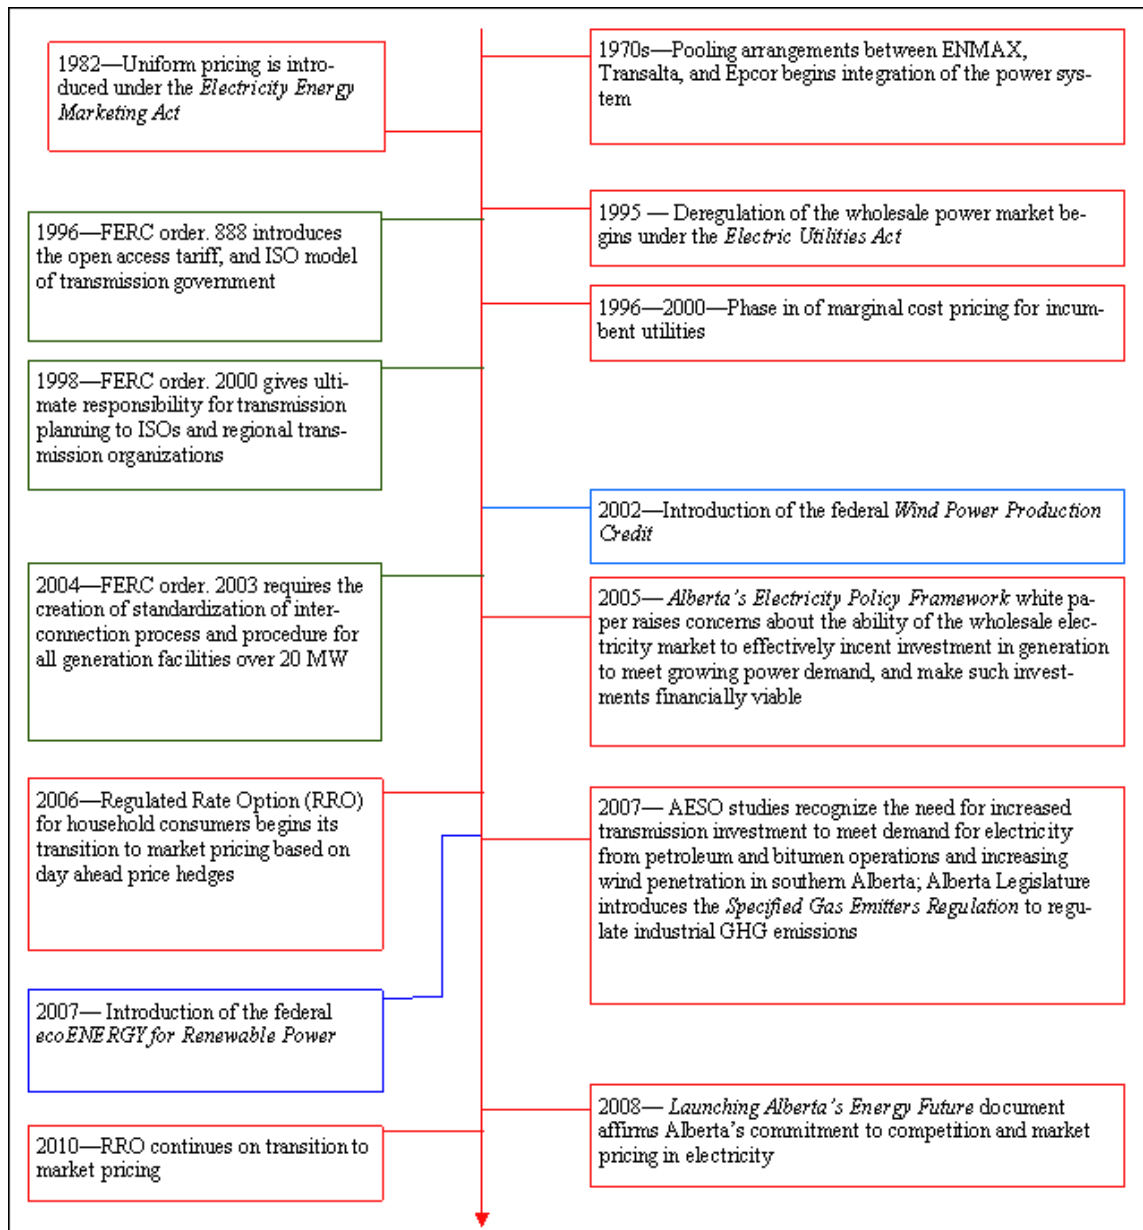 1970s—Pooling arrangements between ENMAX,
Transalta, and Epcor begins integration of the power sys-
tem
1982—Uniform pricing is intro-
duced under the Electricity Energy
Marketing Act
1995 — Deregulation of the wholesale power market be-
gins under the Electric Utilities Act
1996—FERC order. 888 introduces
the open access tariff, and ISO model
of transmission government
1996—2000—Phase in of marginal cost pricing for incum-
bent utilities
1998—FERC order. 2000 gives ulti-
mate responsibility for transmission
planning to ISOs and regional trans-
mission organizations
2002—Introduction of the federal Wind Power Production
Credit
2004—FERC order. 2003 requires the
creation of standardization of inter-
connection process and procedure for
all generation facilities over 20 MW
2005— Alberta's Electricity Policy Framework white pa-
per raises concerns about the ability of the wholesale elec-
tricity market to effectively incent investment in generation
to meet growing power demand, and make such invest-
ments financially viable
2006—Regulated Rate Option (RRO)
for household consumers begins its
transition to market pricing based on
day ahead price hedges
2007— AESO studies recognize the need for increased
transmission investment to meet demand for electricity
from petroleum and bitumen operations and increasing
wind penetration in southern Alberta; Alberta Legislature
introduces the Specified Gas Emitters Regulation to regu-
late industrial GHG emissions
2007— Introduction of the federal
ecoENERGY for Renewable Power
2008— Launching Alberta's Energy Future document
affirms Alberta's commitment to competition and market
pricing in electricity
2010—RRO continues on transition to
market pricing